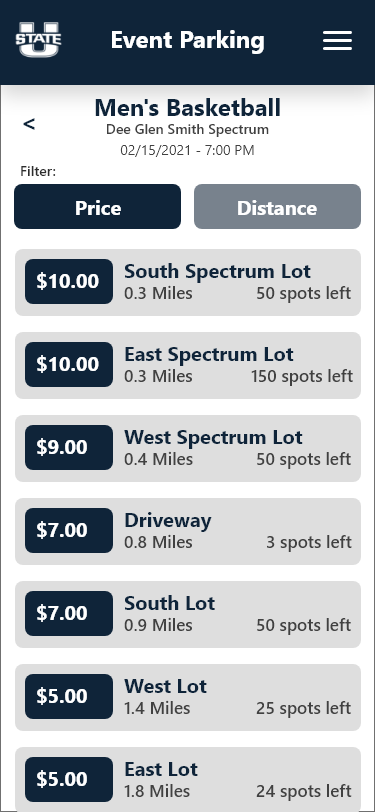 U
STATE
Event Parking
<
Men's Basketball
Dee Glen Smith Spectrum
02/15/2021 - 7:00 PM
Filter:
Price
Distance
$10.00
South Spectrum Lot
0.3 Miles
50 spots left
$10.00
East Spectrum Lot
0.3 Miles
150 spots left
$9.00
West Spectrum Lot
0.4 Miles
50 spots left
$7.00
Driveway
0.8 Miles
3 spots left
$7.00
South Lot
0.9 Miles
50 spots left
$5.00
West Lot
1.4 Miles
25 spots left
$5.00
East Lot
1.8 Miles
24 spots left